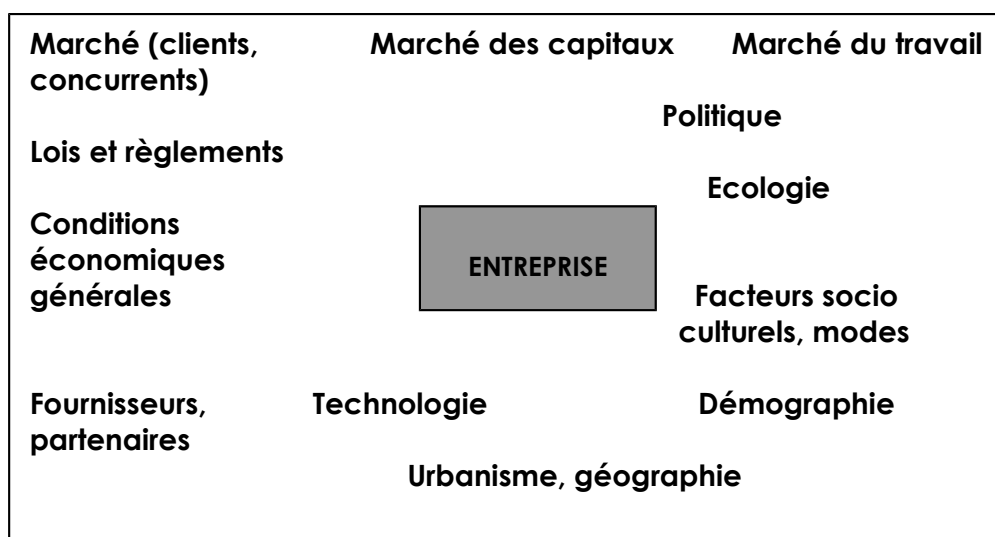 Marché (clients, concurrents)
Marché des capitaux
Marché du travail
Politique
Lois et règlements
Ecologie
Conditions
économiques
générales
ENTREPRISE
Facteurs socio
culturels, modes
Fournisseurs,
partenaires
Technologie
Démographie
Urbanisme, géographie